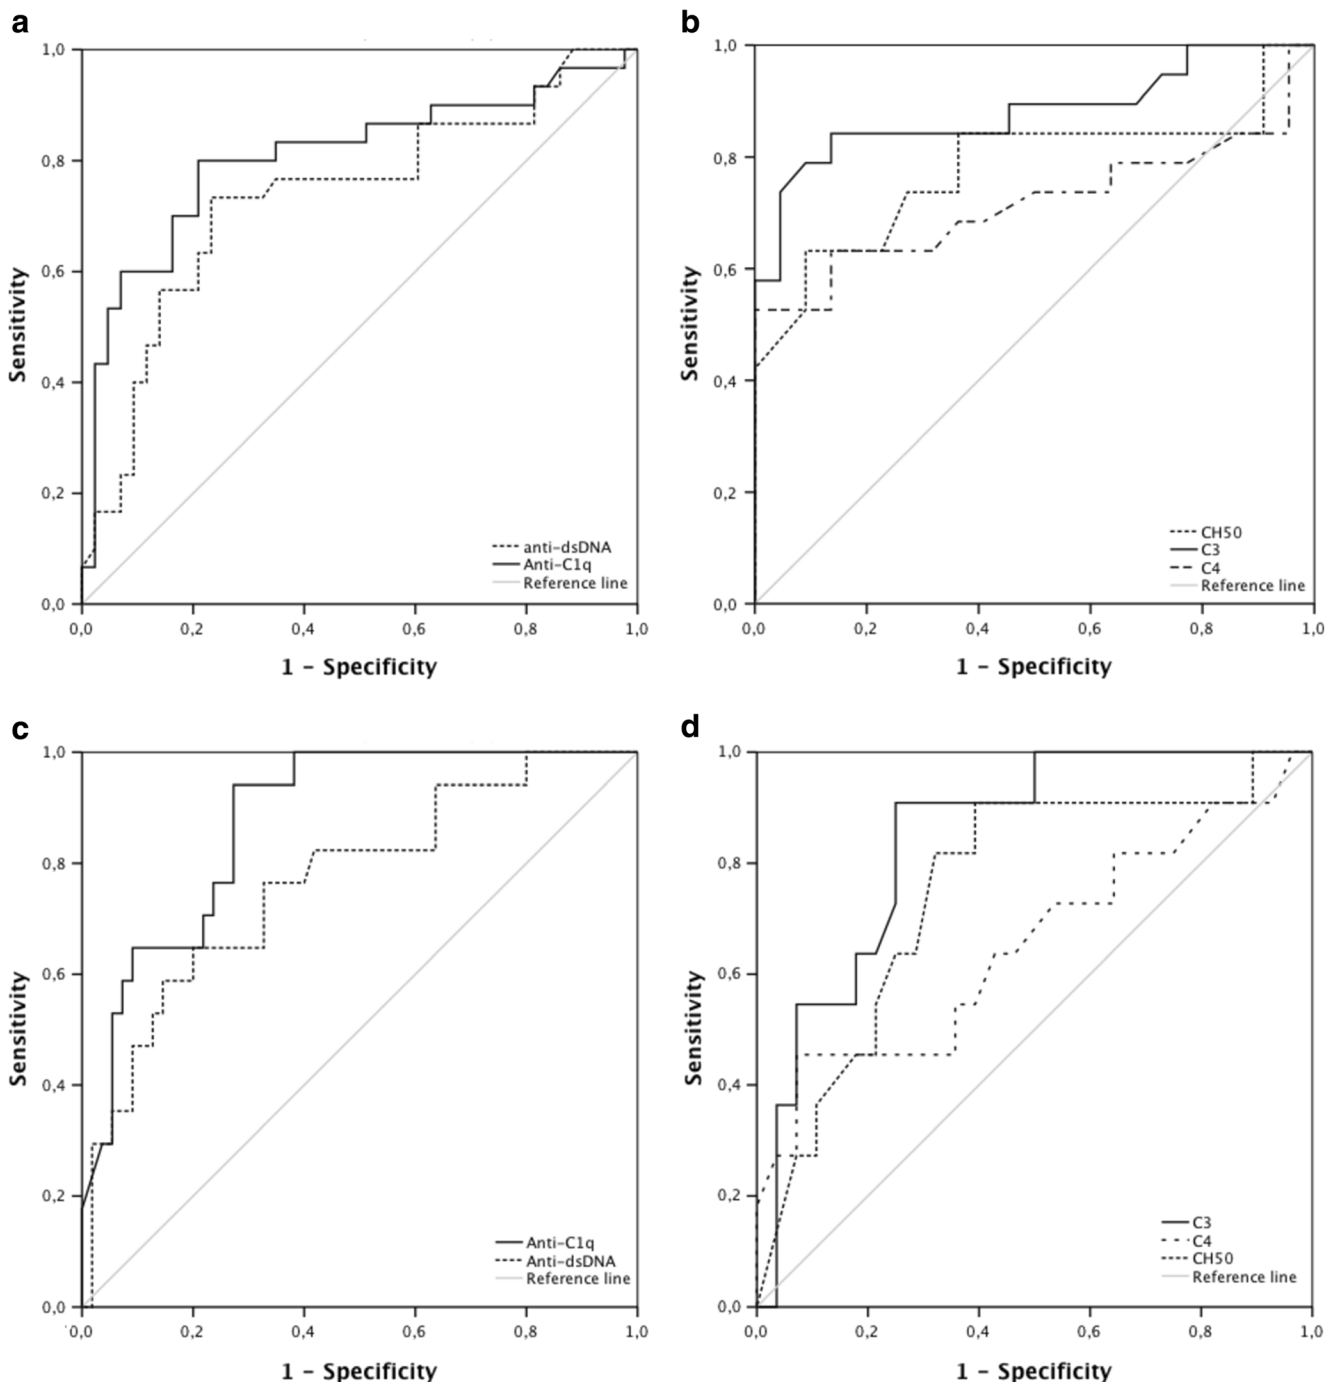 a
1,0
0,8
0,6
0,4
0,2
0,0
Sensitivity
anti-dsDNA
Anti-C1q
Reference line
0,0 0,2 0,4 0,6 0,8 1,0
1 - Specificity
b
1,0
0,8
0,6
0,4
0,2
0,0
Sensitivity
CH50
C3
C4
Reference line
0,0 0,2 0,4 0,6 0,8 1,0
1 - Specificity
c
1,0
0,8
0,6
0,4
0,2
0,0
Sensitivity
Anti-C1q
Anti-dsDNA
Reference line
0,0 0,2 0,4 0,6 0,8 1,0
1 - Specificity
d
1,0
0,8
0,6
0,4
0,2
0,0
Sensitivity
C3
C4
CH50
Reference line
0,0 0,2 0,4 0,6 0,8 1,0
1 - Specificity